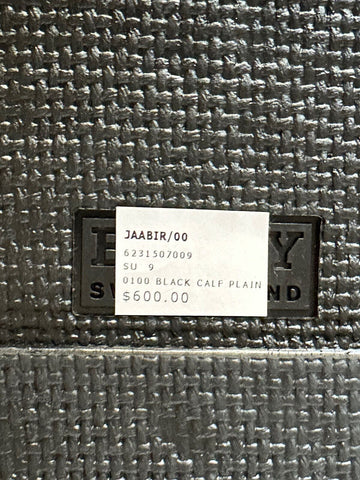 JAABIR/00
6231507009
SU 9
0100 BLACK CALF PLAIN
$600.00